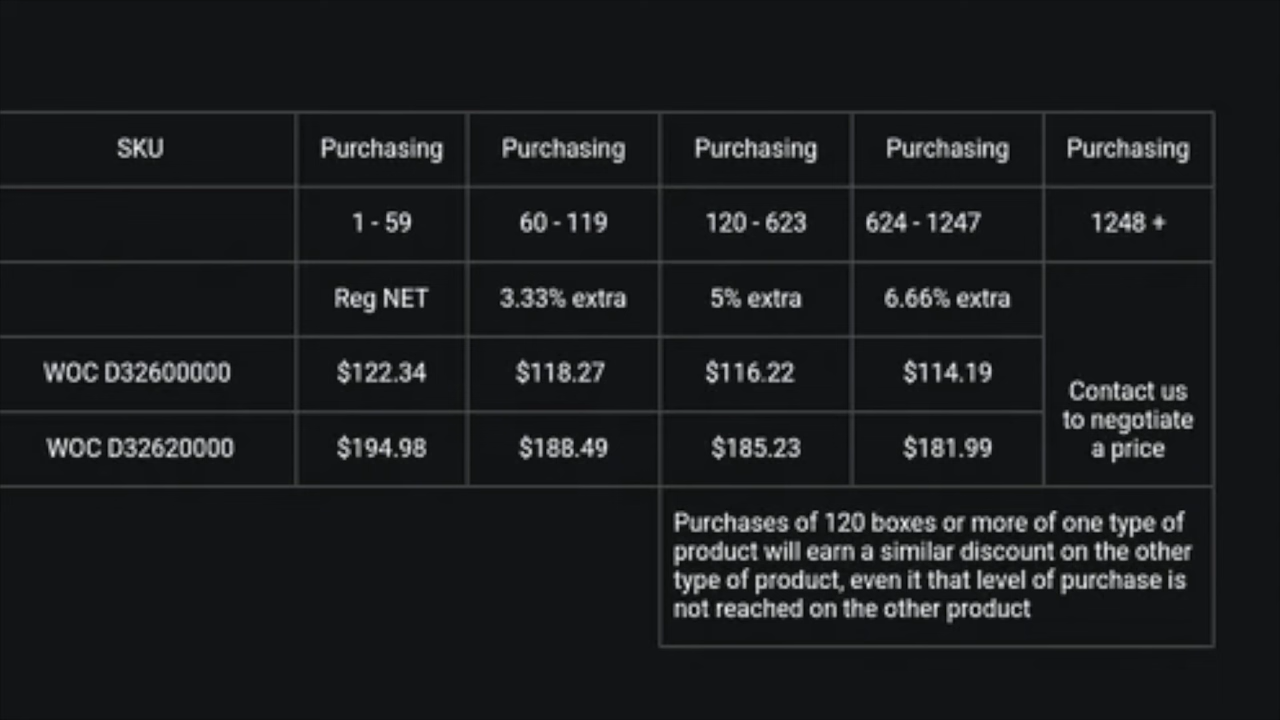 SKU Purchasing Purchasing Purchasing Purchasing Purchasing
1 - 59 60 - 119 120 - 623 624 - 1247 1248 +
Reg NET 3.33% extra 5% extra 6.66% extra
WOC D32600000 $122.34 $118.27 $116.22 $114.19
WOC D32620000 $194.98 $188.49 $185.23 $181.99
Contact us
to negotiate
a price
Purchases of 120 boxes or more of one type of
product will earn a similar discount on the other
type of product, even it that level of purchase is
not reached on the other product